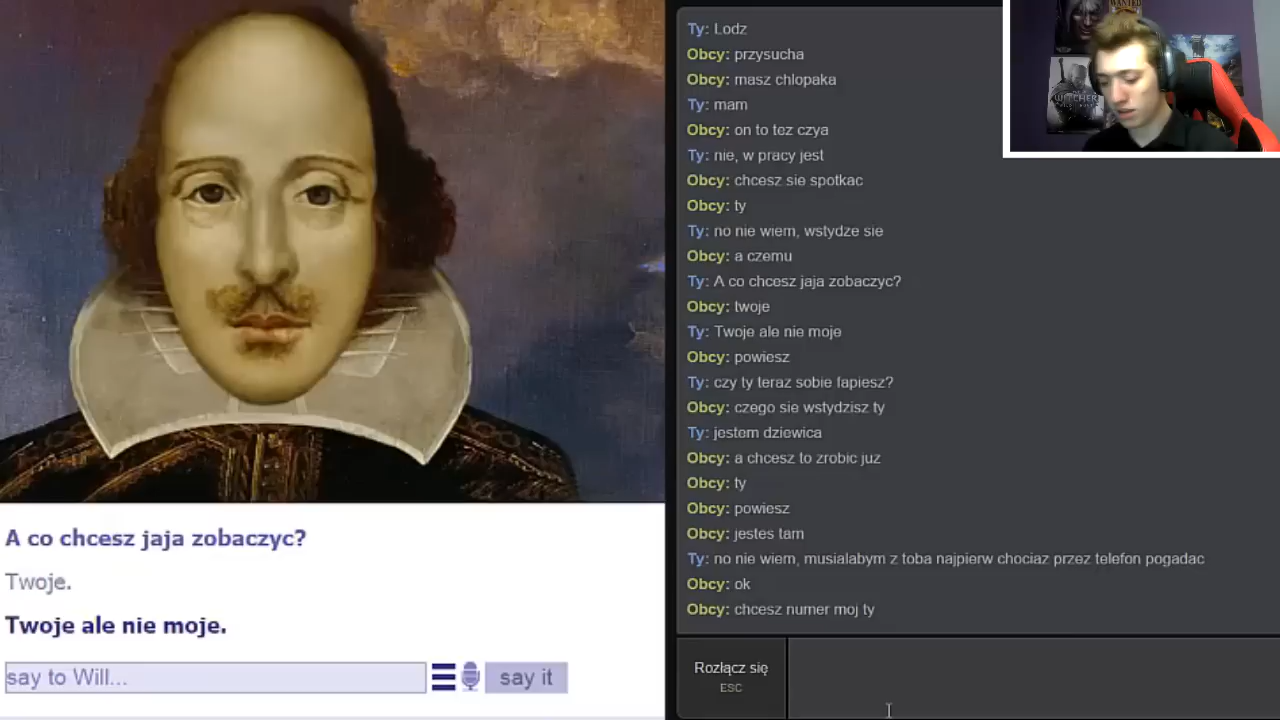 Ty: Lodz
Obcy: przysucha
Obcy: masz chlopaka
Ty: mam
Obcy: on to tez czya
Ty: nie, w pracy jest
Obcy: chcesz sie spotkac
Obcy: ty
Ty: no nie wiem, wstydze sie
Obcy: a czemu
Ty: A co chcesz jaja zobaczyc?
Obcy: twoje
Ty: Twoje ale nie moje
Obcy: powiesz
Ty: czy ty teraz sobie łapiesz?
Obcy: czego sie wstydzisz ty
Ty: jestem dziewica
Obcy: a chcesz to zrobic juz
Obcy: ty
Obcy: powiesz
Obcy: jestes tam
Ty: no nie wiem, musialabym z toba najpierw chociaz przez telefon pogadac
Obcy: ok
Obcy: chcesz numer moj ty
Rozłącz się
ESC
A co chcesz jaja zobaczyc?
Twoje.
Twoje ale nie moje.
say to Will...
say it
WANTED
WITCHER